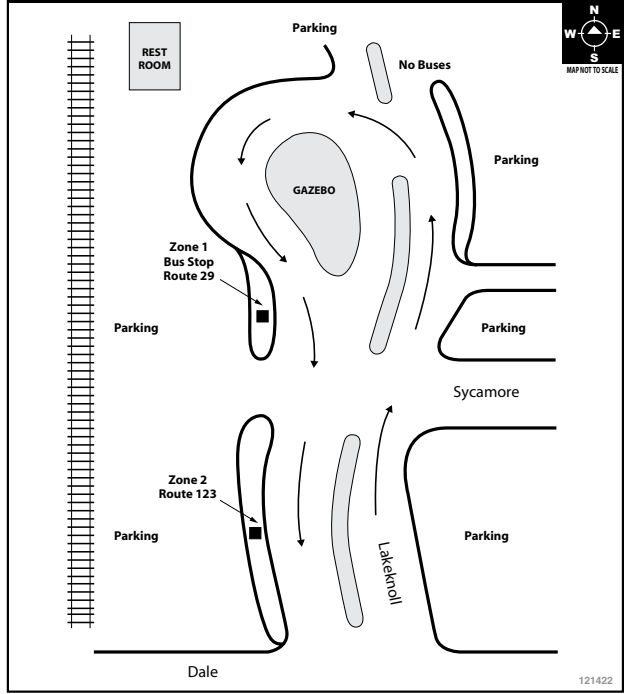 Parking
N
W E
S
MAP NOT TO SCALE
REST
ROOM
No Buses
Parking
GAZEBO
Zone 1
Bus Stop
Route 29
Parking
Parking
Sycamore
Zone 2
Route 123
Parking
Parking
Lakeknoll
Dale
121422